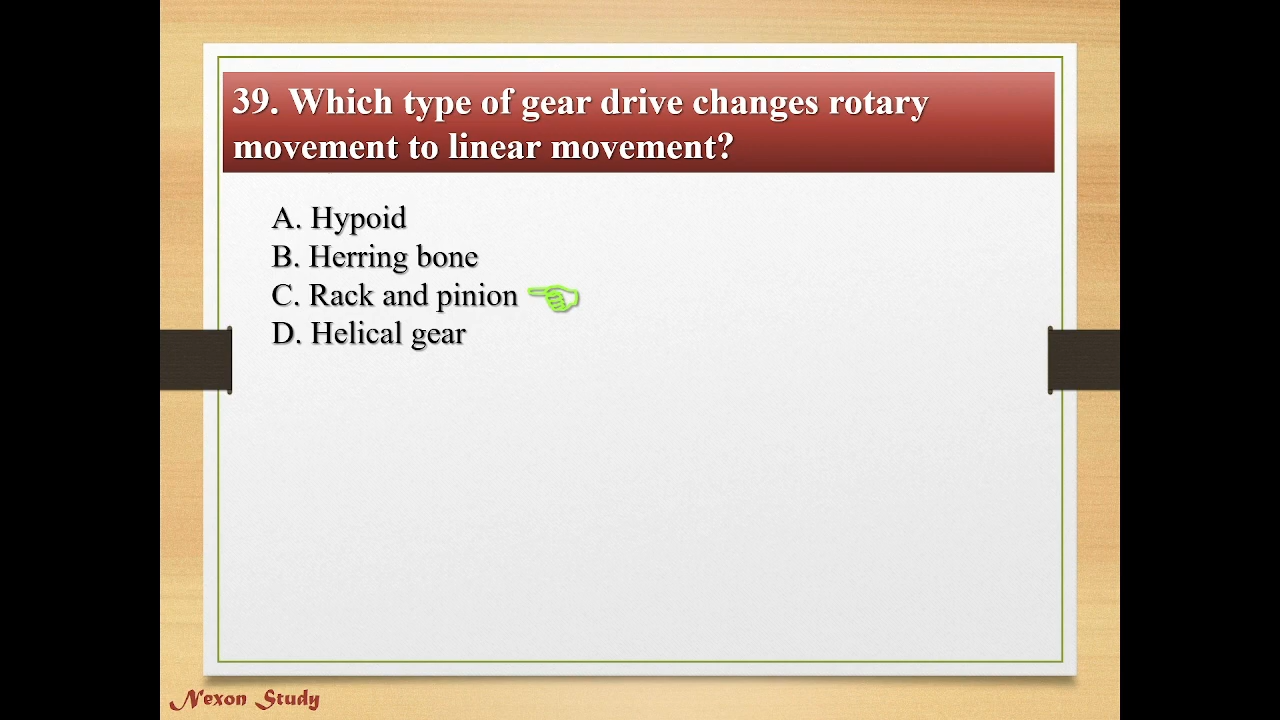 39. Which type of gear drive changes rotary
movement to linear movement?
A. Hypoid
B. Herring bone
C. Rack and pinion
D. Helical gear
Nexon Study